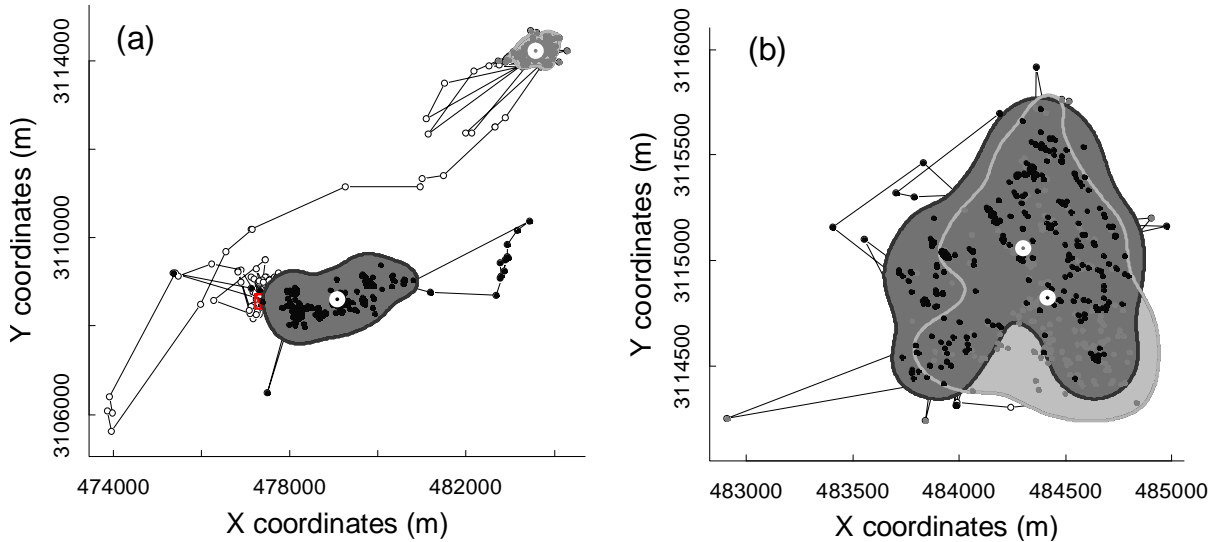 (a)
3114000
3110000
3106000
Y coordinates (m)
474000 478000 482000
X coordinates (m)
(b)
3116000
3115500
3115000
3114500
Y coordinates (m)
483000 483500 484000 484500 485000
X coordinates (m)